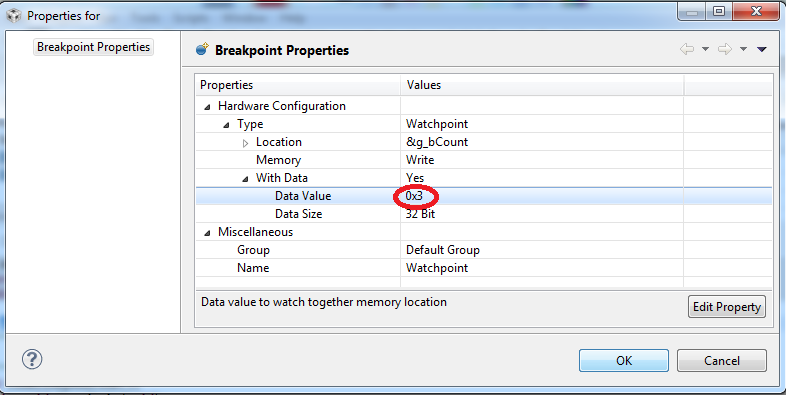 Properties for
Breakpoint Properties
Breakpoint Properties
Properties Values
Hardware Configuration
Type Watchpoint
Location &g_bCount
Memory Write
With Data Yes
Data Value 0x3
Data Size 32 Bit
Miscellaneous
Group Default Group
Name Watchpoint
Data value to watch together memory location
Edit Property
?
OK Cancel